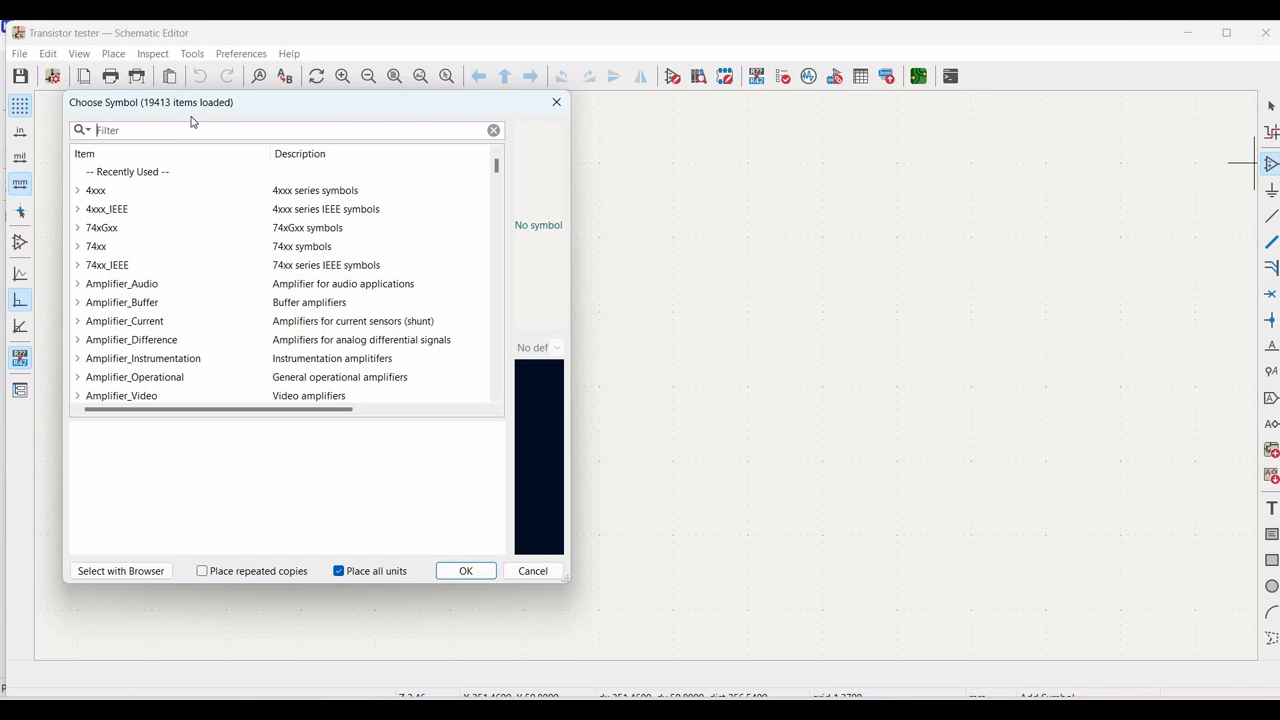 Transistor tester — Schematic Editor
File Edit View Place Inspect Tools Preferences Help
Choose Symbol (19413 items loaded)
Filter
Item Description
-- Recently Used --
4xxx 4xxx series symbols
4xxx_IEEE 4xxx series IEEE symbols
74xGxx 74xGxx symbols
74xx 74xx symbols
74xx_IEEE 74xx series IEEE symbols
Amplifier_Audio Amplifier for audio applications
Amplifier_Buffer Buffer amplifiers
Amplifier_Current Amplifiers for current sensors (shunt)
Amplifier_Difference Amplifiers for analog differential signals
Amplifier_Instrumentation Instrumentation amplitifers
Amplifier_Operational General operational amplifiers
Amplifier_Video Video amplifiers
No symbol
No def
Select with Browser Place repeated copies Place all units OK Cancel
in
mil
mm